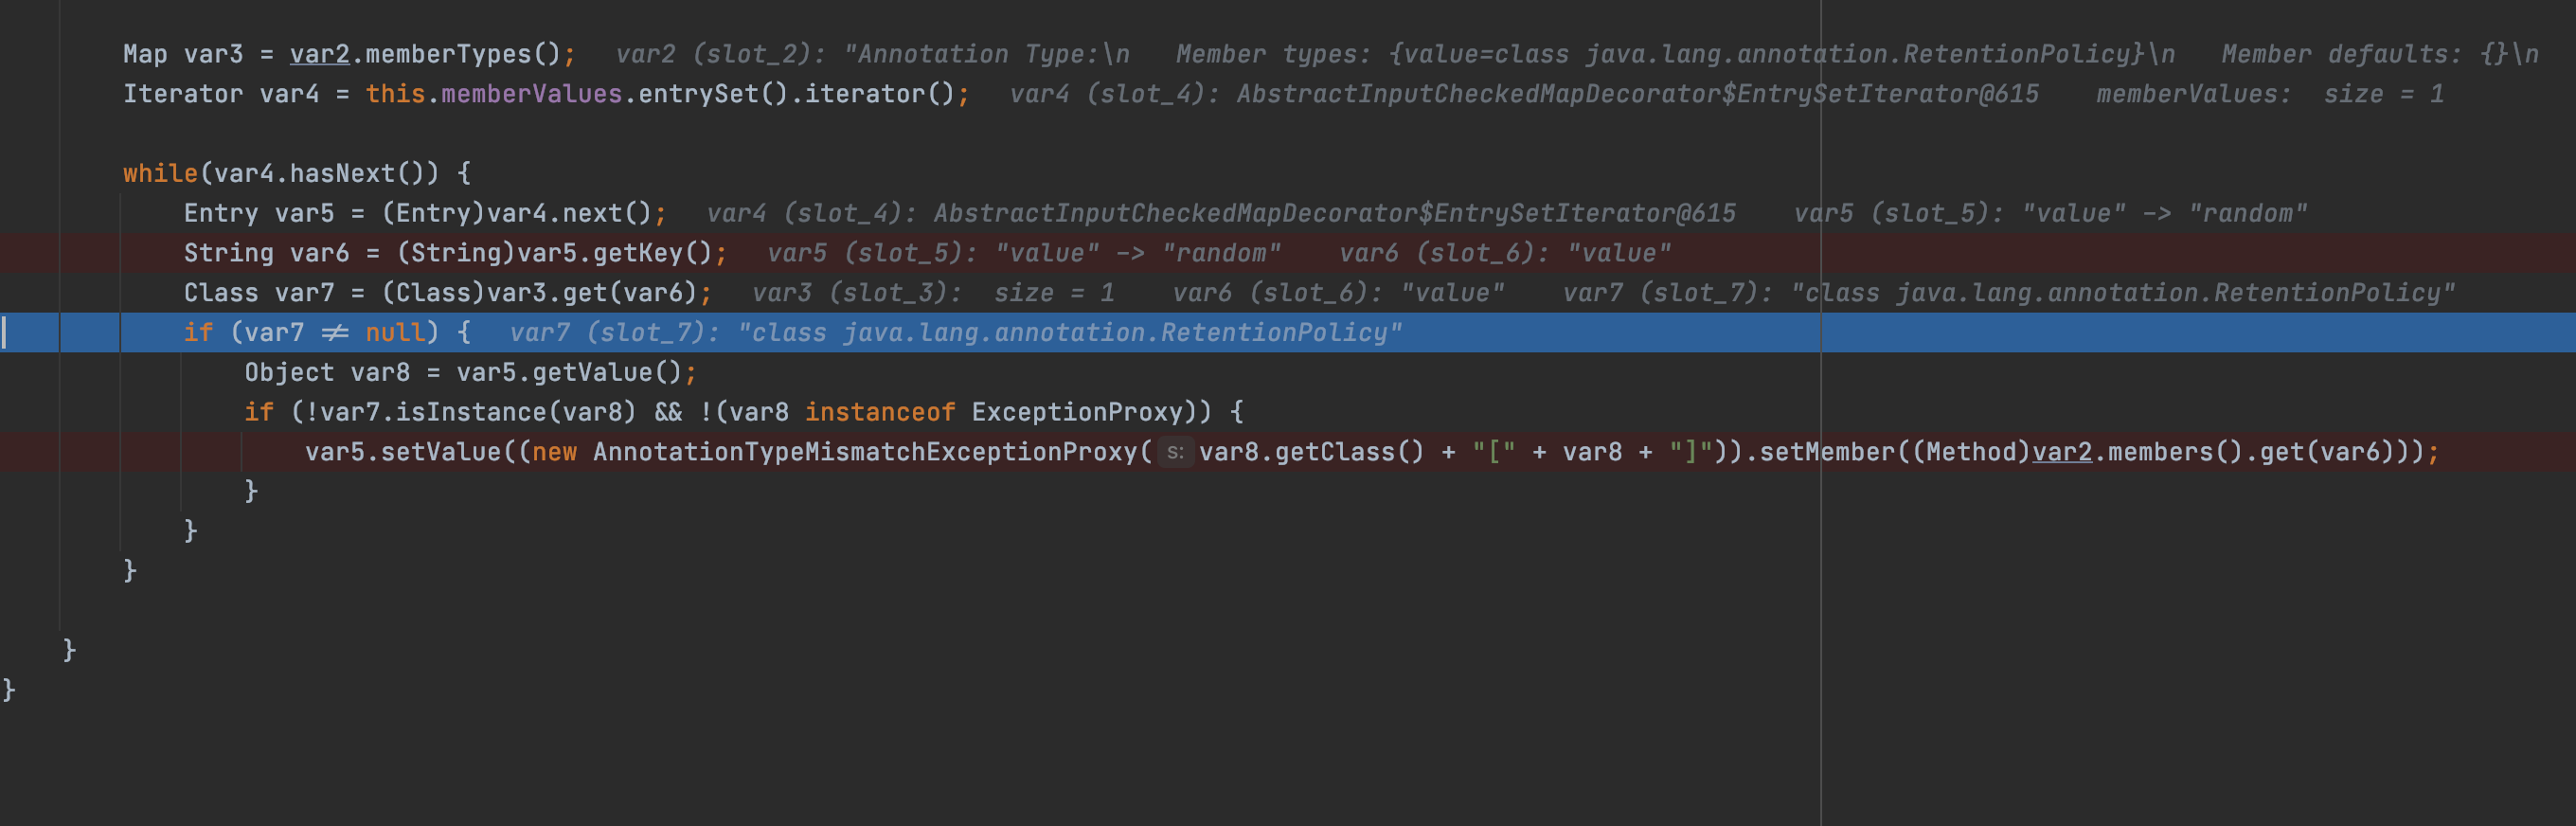 Map var3 = var2.memberTypes();   var2 (slot_2): "Annotation Type:\n   Member types: {value=class java.lang.annotation.RetentionPolicy}\n   Member defaults: {}\n
Iterator var4 = this.memberValues.entrySet().iterator();   var4 (slot_4): AbstractInputCheckedMapDecorator$EntrySetIterator@615    memberValues:  size = 1
while(var4.hasNext()) {
Entry var5 = (Entry)var4.next();   var4 (slot_4): AbstractInputCheckedMapDecorator$EntrySetIterator@615    var5 (slot_5): "value" -> "random"
String var6 = (String)var5.getKey();   var5 (slot_5): "value" -> "random"    var6 (slot_6): "value"
Class var7 = (Class)var3.get(var6);   var3 (slot_3):  size = 1    var6 (slot_6): "value"    var7 (slot_7): "class java.lang.annotation.RetentionPolicy"
if (var7 != null) {   var7 (slot_7): "class java.lang.annotation.RetentionPolicy"
Object var8 = var5.getValue();
if (!var7.isInstance(var8) && !(var8 instanceof ExceptionProxy)) {
var5.setValue((new AnnotationTypeMismatchExceptionProxy( s: var8.getClass() + "[" + var8 + "]")).setMember((Method)var2.members().get(var6)));
}
}
}
}
}